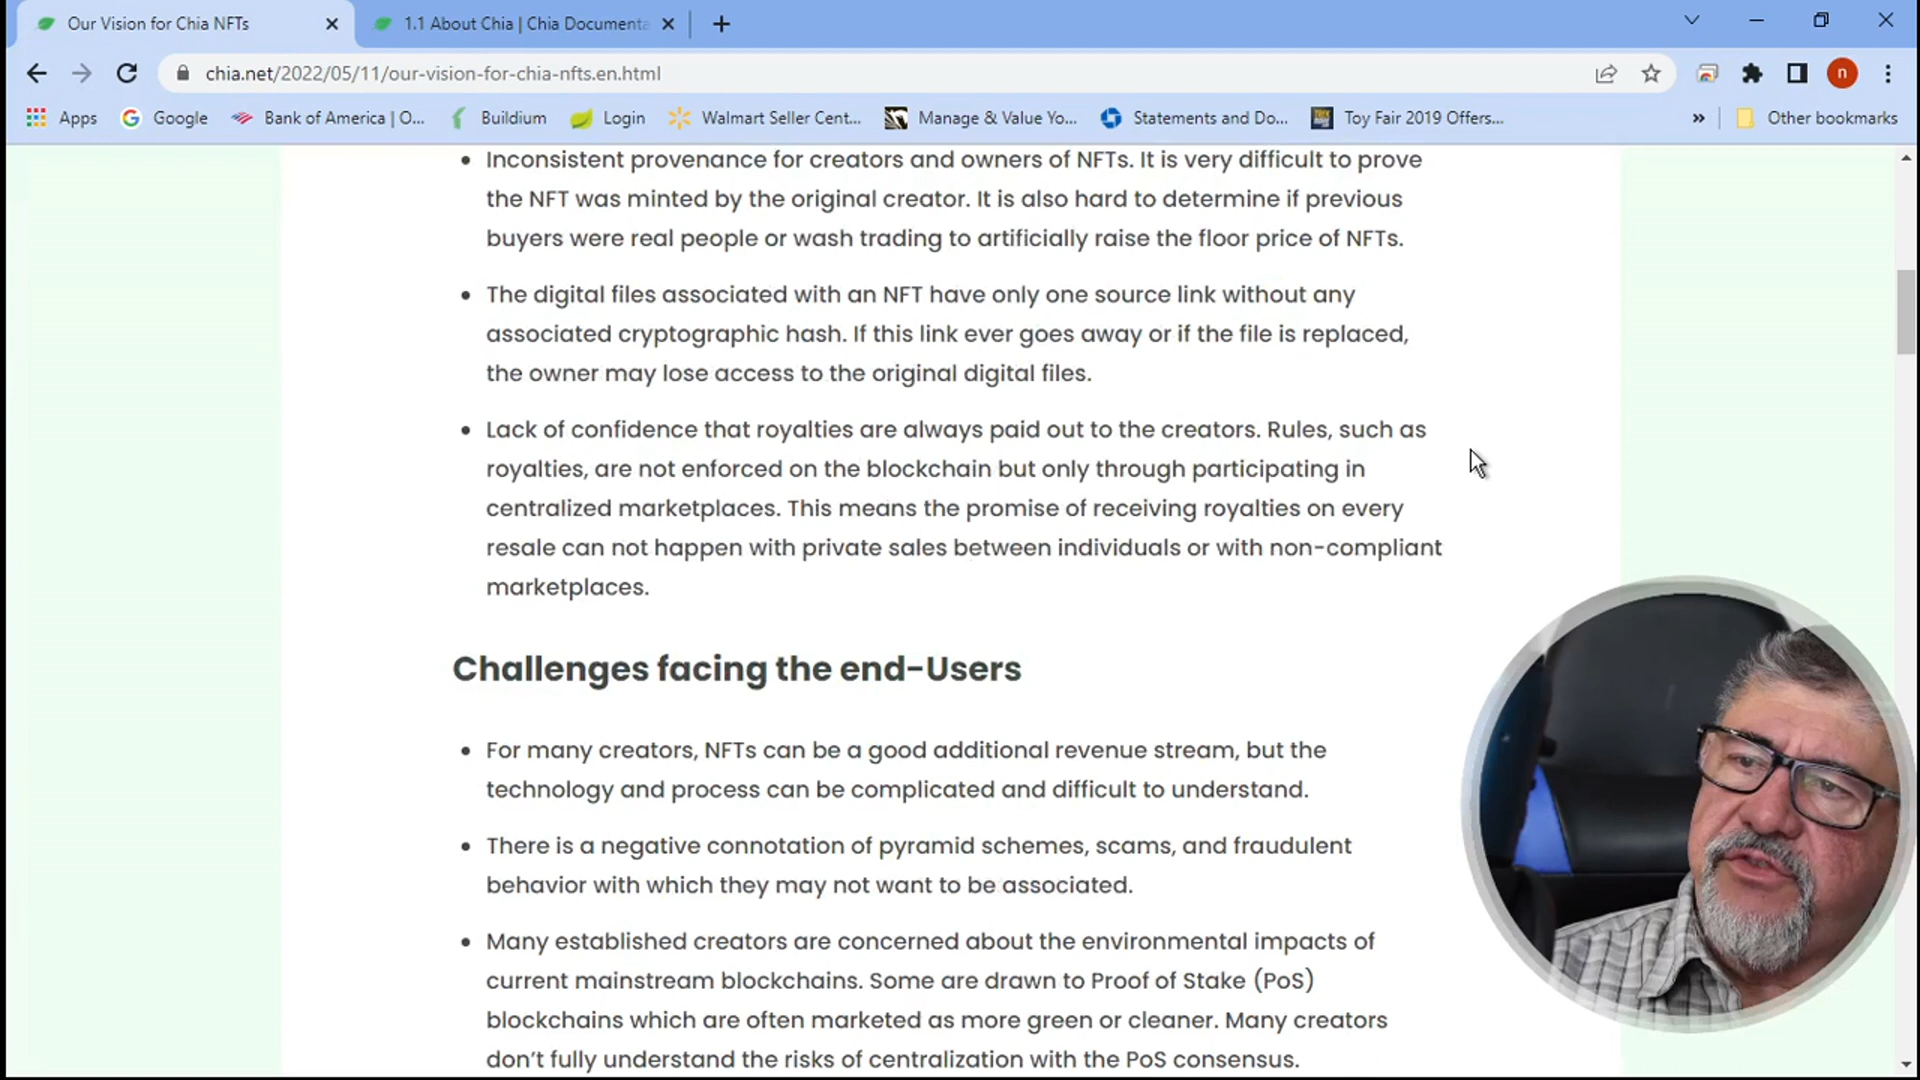 Our Vision for Chia NFTs
1.1 About Chia | Chia Documenta
chia.net/2022/05/11/our-vision-for-chia-nfts.en.html
n
Apps
Google
Bank of America | O...
Buildium
Login
Walmart Seller Cent...
Manage & Value Yo...
Statements and Do...
Toy Fair 2019 Offers...
»
Other bookmarks
• Inconsistent provenance for creators and owners of NFTs. It is very difficult to prove
the NFT was minted by the original creator. It is also hard to determine if previous
buyers were real people or wash trading to artificially raise the floor price of NFTs.
• The digital files associated with an NFT have only one source link without any
associated cryptographic hash. If this link ever goes away or if the file is replaced,
the owner may lose access to the original digital files.
• Lack of confidence that royalties are always paid out to the creators. Rules, such as
royalties, are not enforced on the blockchain but only through participating in
centralized marketplaces. This means the promise of receiving royalties on every
resale can not happen with private sales between individuals or with non-compliant
marketplaces.
Challenges facing the end-Users
• For many creators, NFTs can be a good additional revenue stream, but the
technology and process can be complicated and difficult to understand.
• There is a negative connotation of pyramid schemes, scams, and fraudulent
behavior with which they may not want to be associated.
• Many established creators are concerned about the environmental impacts of
current mainstream blockchains. Some are drawn to Proof of Stake (PoS)
blockchains which are often marketed as more green or cleaner. Many creators
don't fully understand the risks of centralization with the PoS consensus.